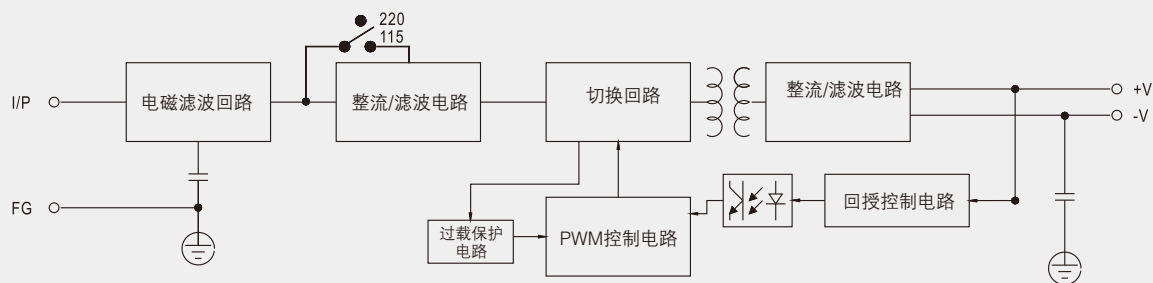 220
115
I/P
电磁滤波回路
整流/滤波电路
切换回路
整流/滤波电路
+V
-V
FG
过载保护
电路
PWM控制电路
回授控制电路